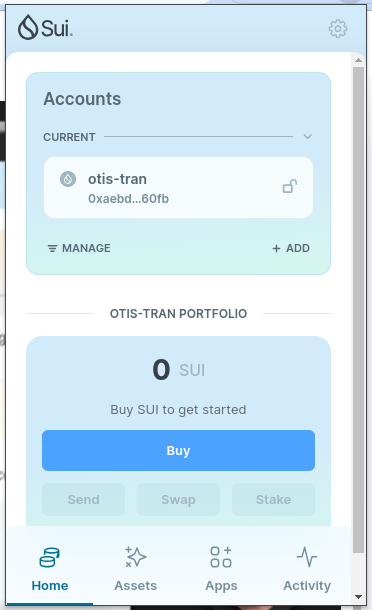 Sui.
Accounts
CURRENT
otis-tran
0xaebd...60fb
MANAGE
+ ADD
OTIS-TRAN PORTFOLIO
0 SUI
Buy SUI to get started
Buy
Send Swap Stake
Home Assets Apps Activity